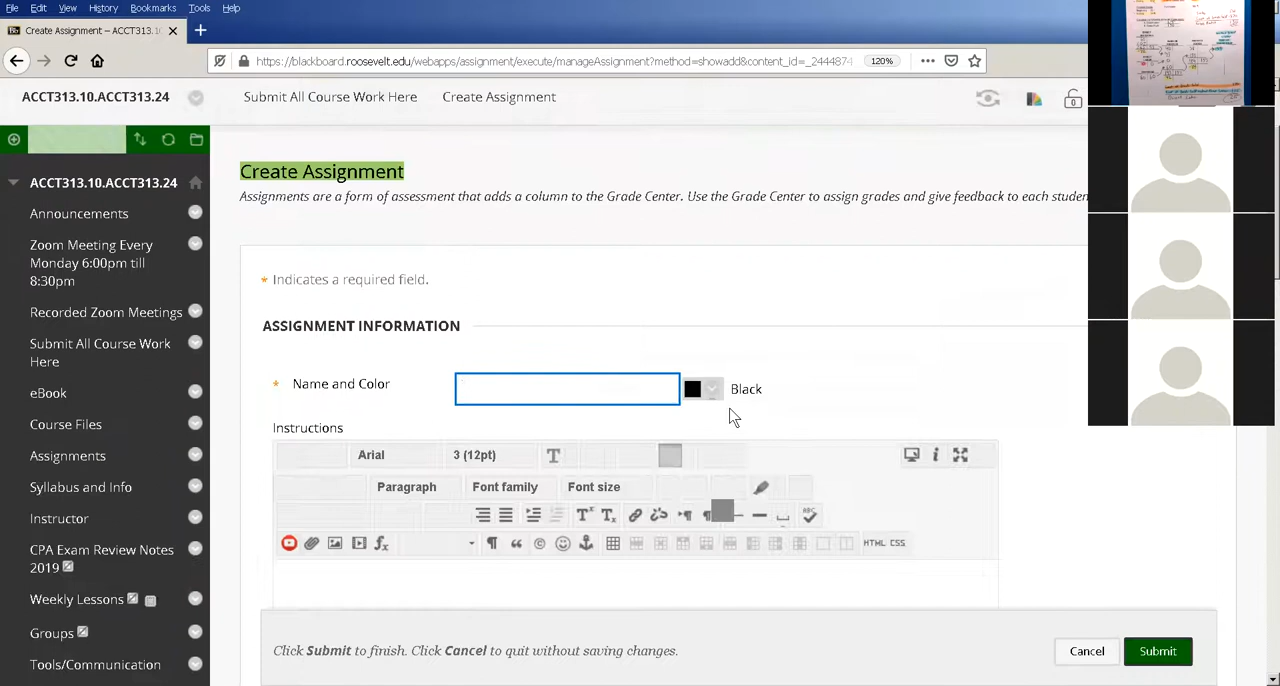 File Edit View History Bookmarks Tools Help
Create Assignment – ACCT313.10.
https://blackboard.roosevelt.edu/webapps/assignment/execute/manageAssignment?method=showadd&content_id=_244487- 120%
ACCT313.10.ACCT313.24 Submit All Course Work Here Create Assignment
Create Assignment
Assignments are a form of assessment that adds a column to the Grade Center. Use the Grade Center to assign grades and give feedback to each
ACCT313.10.ACCT313.24
Announcements
Zoom Meeting Every
Monday 6:00pm till
8:30pm
Recorded Zoom Meetings
Submit All Course Work
Here
eBook
Course Files
Assignments
Syllabus and Info
Instructor
CPA Exam Review Notes
2019
Weekly Lessons
Groups
Tools/Communication
* Indicates a required field.
ASSIGNMENT INFORMATION
* Name and Color Black
Instructions
Arial 3 (12pt)
Paragraph Font family Font size
HTML CSS
Click Submit to finish. Click Cancel to quit without saving changes.
Cancel Submit